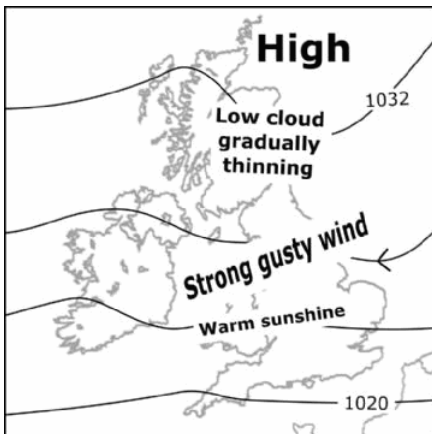 High
1032
Low cloud
gradually
thinning
Strong gusty wind
Warm sunshine
1020